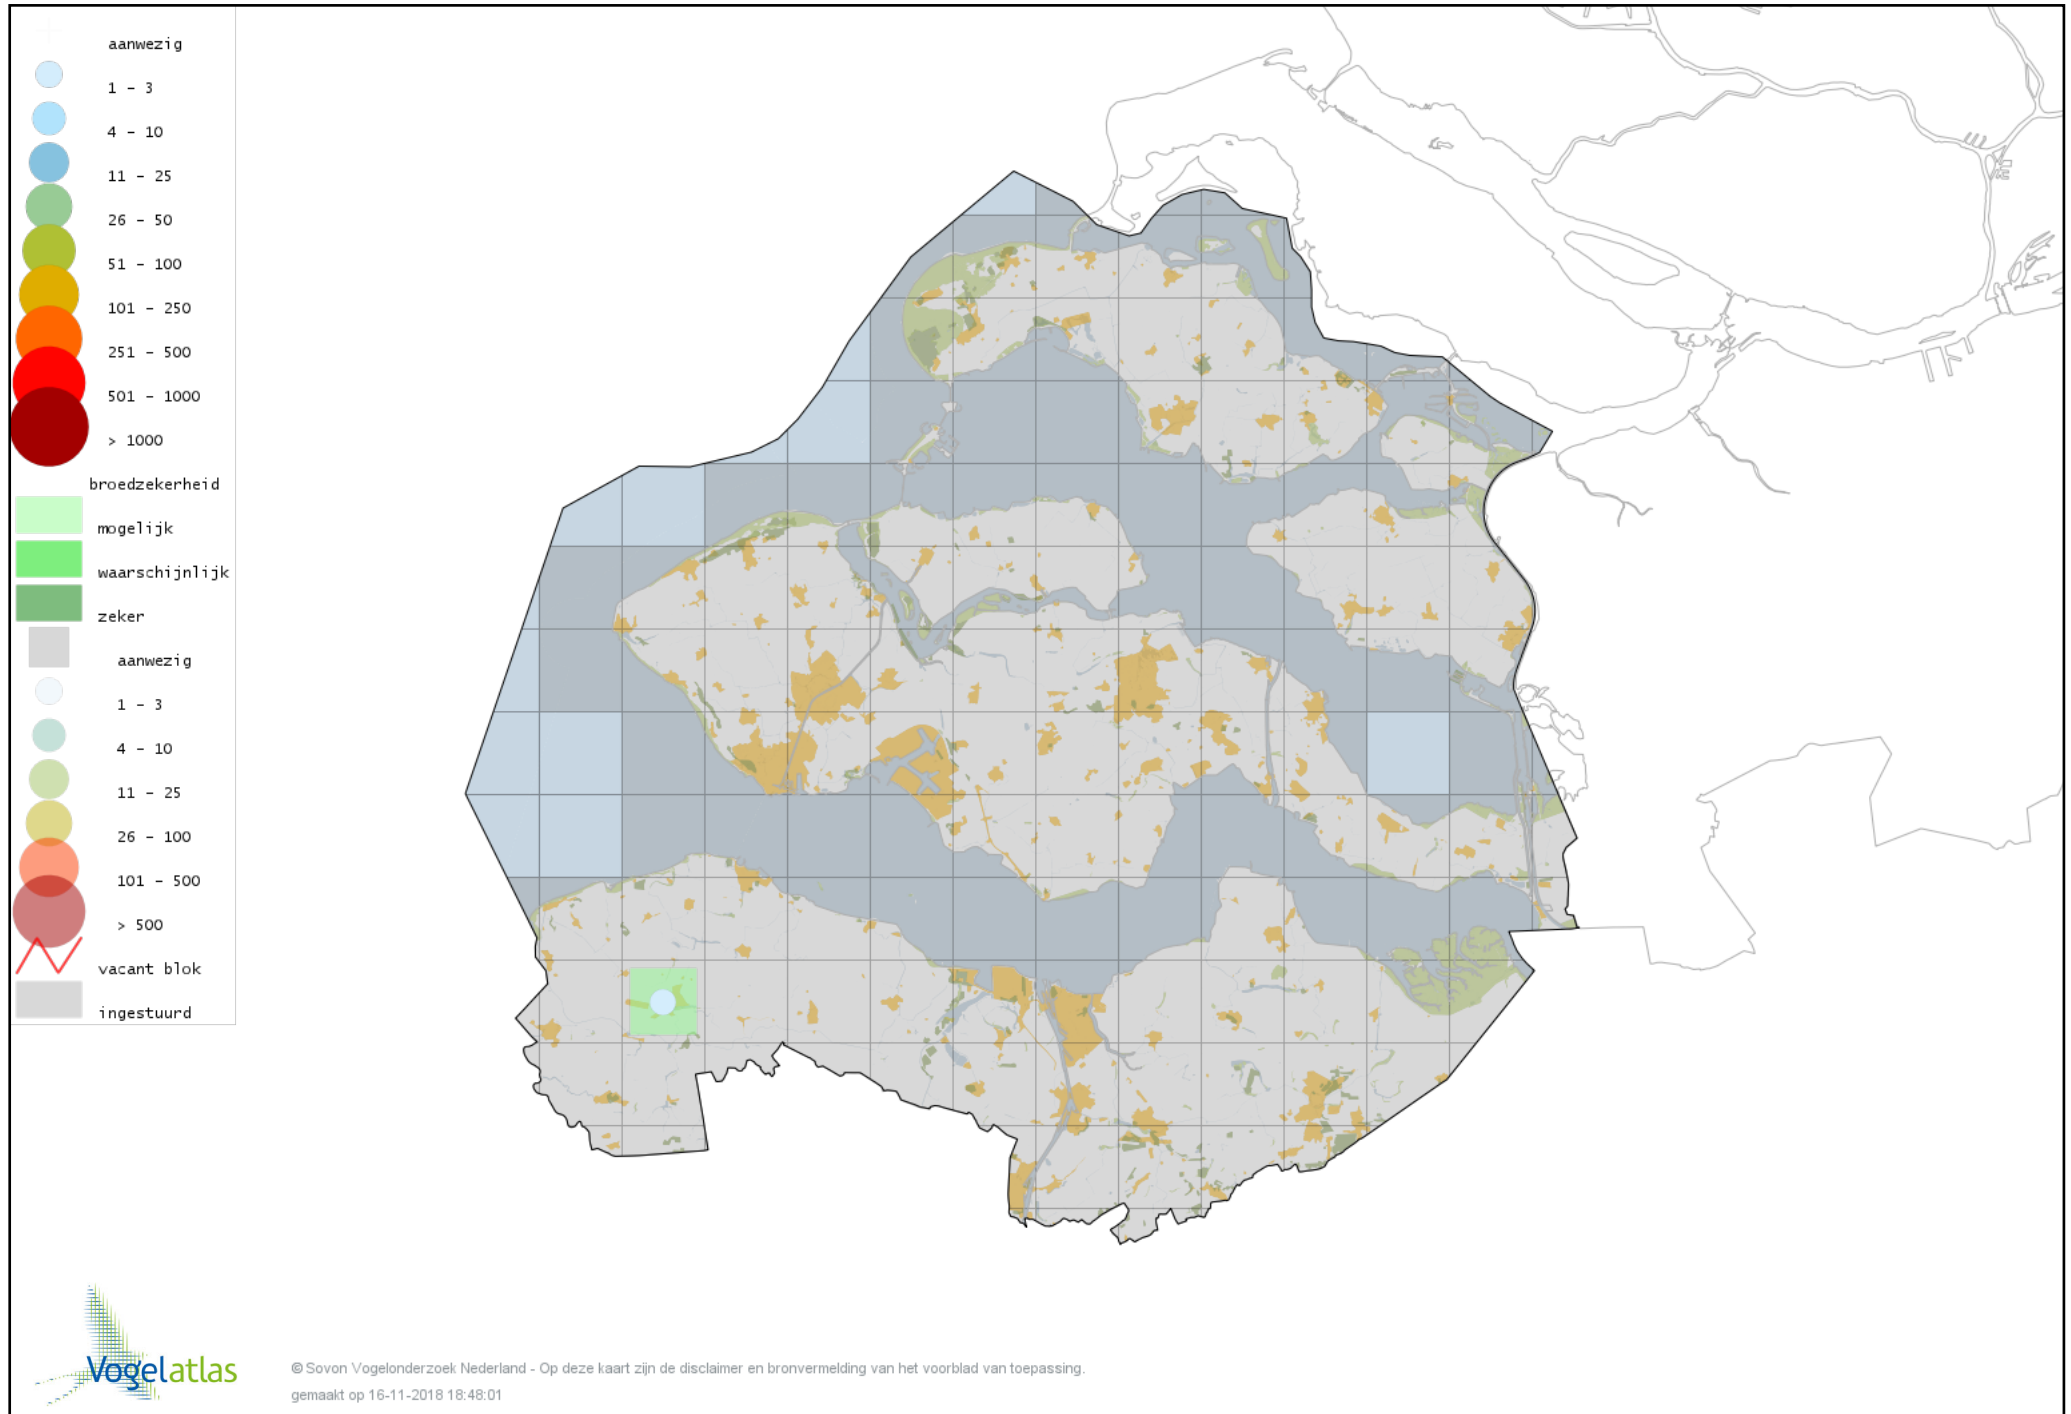 aanwezig
1 - 3
4 - 10
11 - 25
26 - 50
51 - 100
101 - 250
251 - 500
501 - 1000
> 1000
broedzekerheid
mogelijk
waarschijnlijk
zeker
aanwezig
1 - 3
4 - 10
11 - 25
26 - 100
101 - 500
> 500
vacant blok
ingestuurd
Vogelatlas
© Sovon Vogelonderzoek Nederland - Op deze kaart zijn de disclaimer en bronvermelding van het voorblad van toepassing.
gemaakt op 16-11-2018 18:48:01